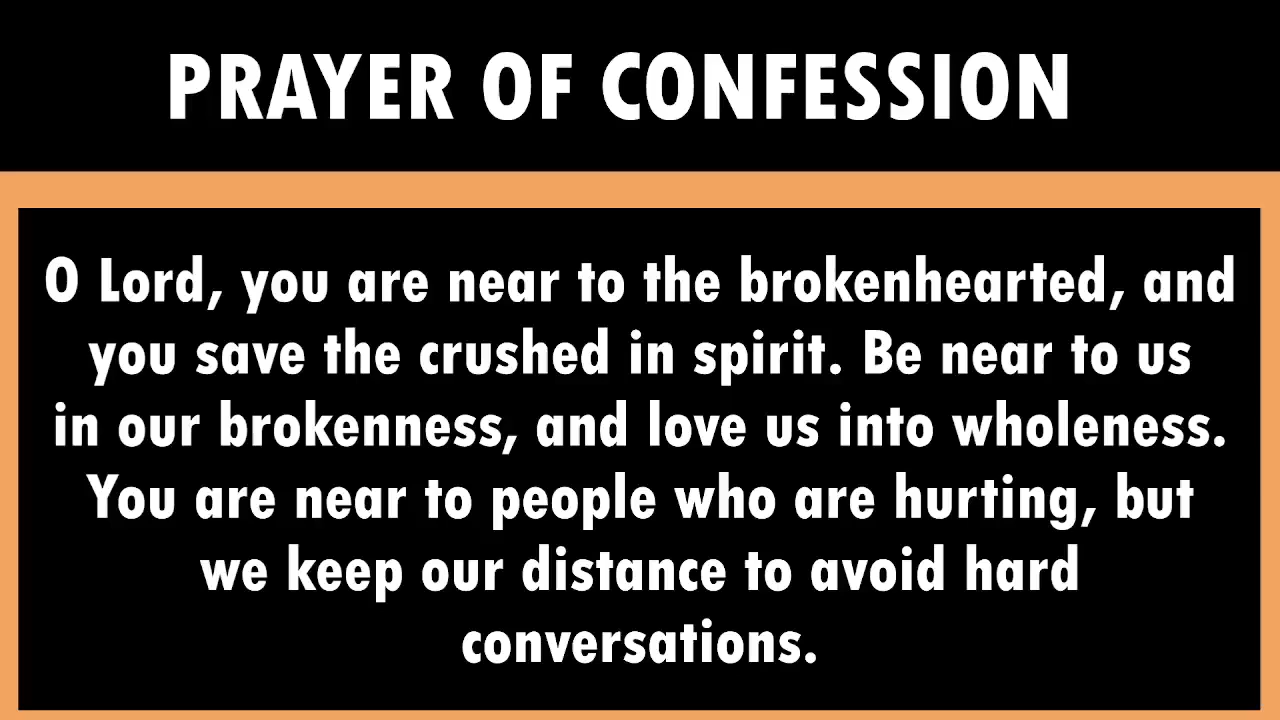 PRAYER OF CONFESSION
O Lord, you are near to the brokenhearted, and
you save the crushed in spirit. Be near to us
in our brokenness, and love us into wholeness.
You are near to people who are hurting, but
we keep our distance to avoid hard
conversations.